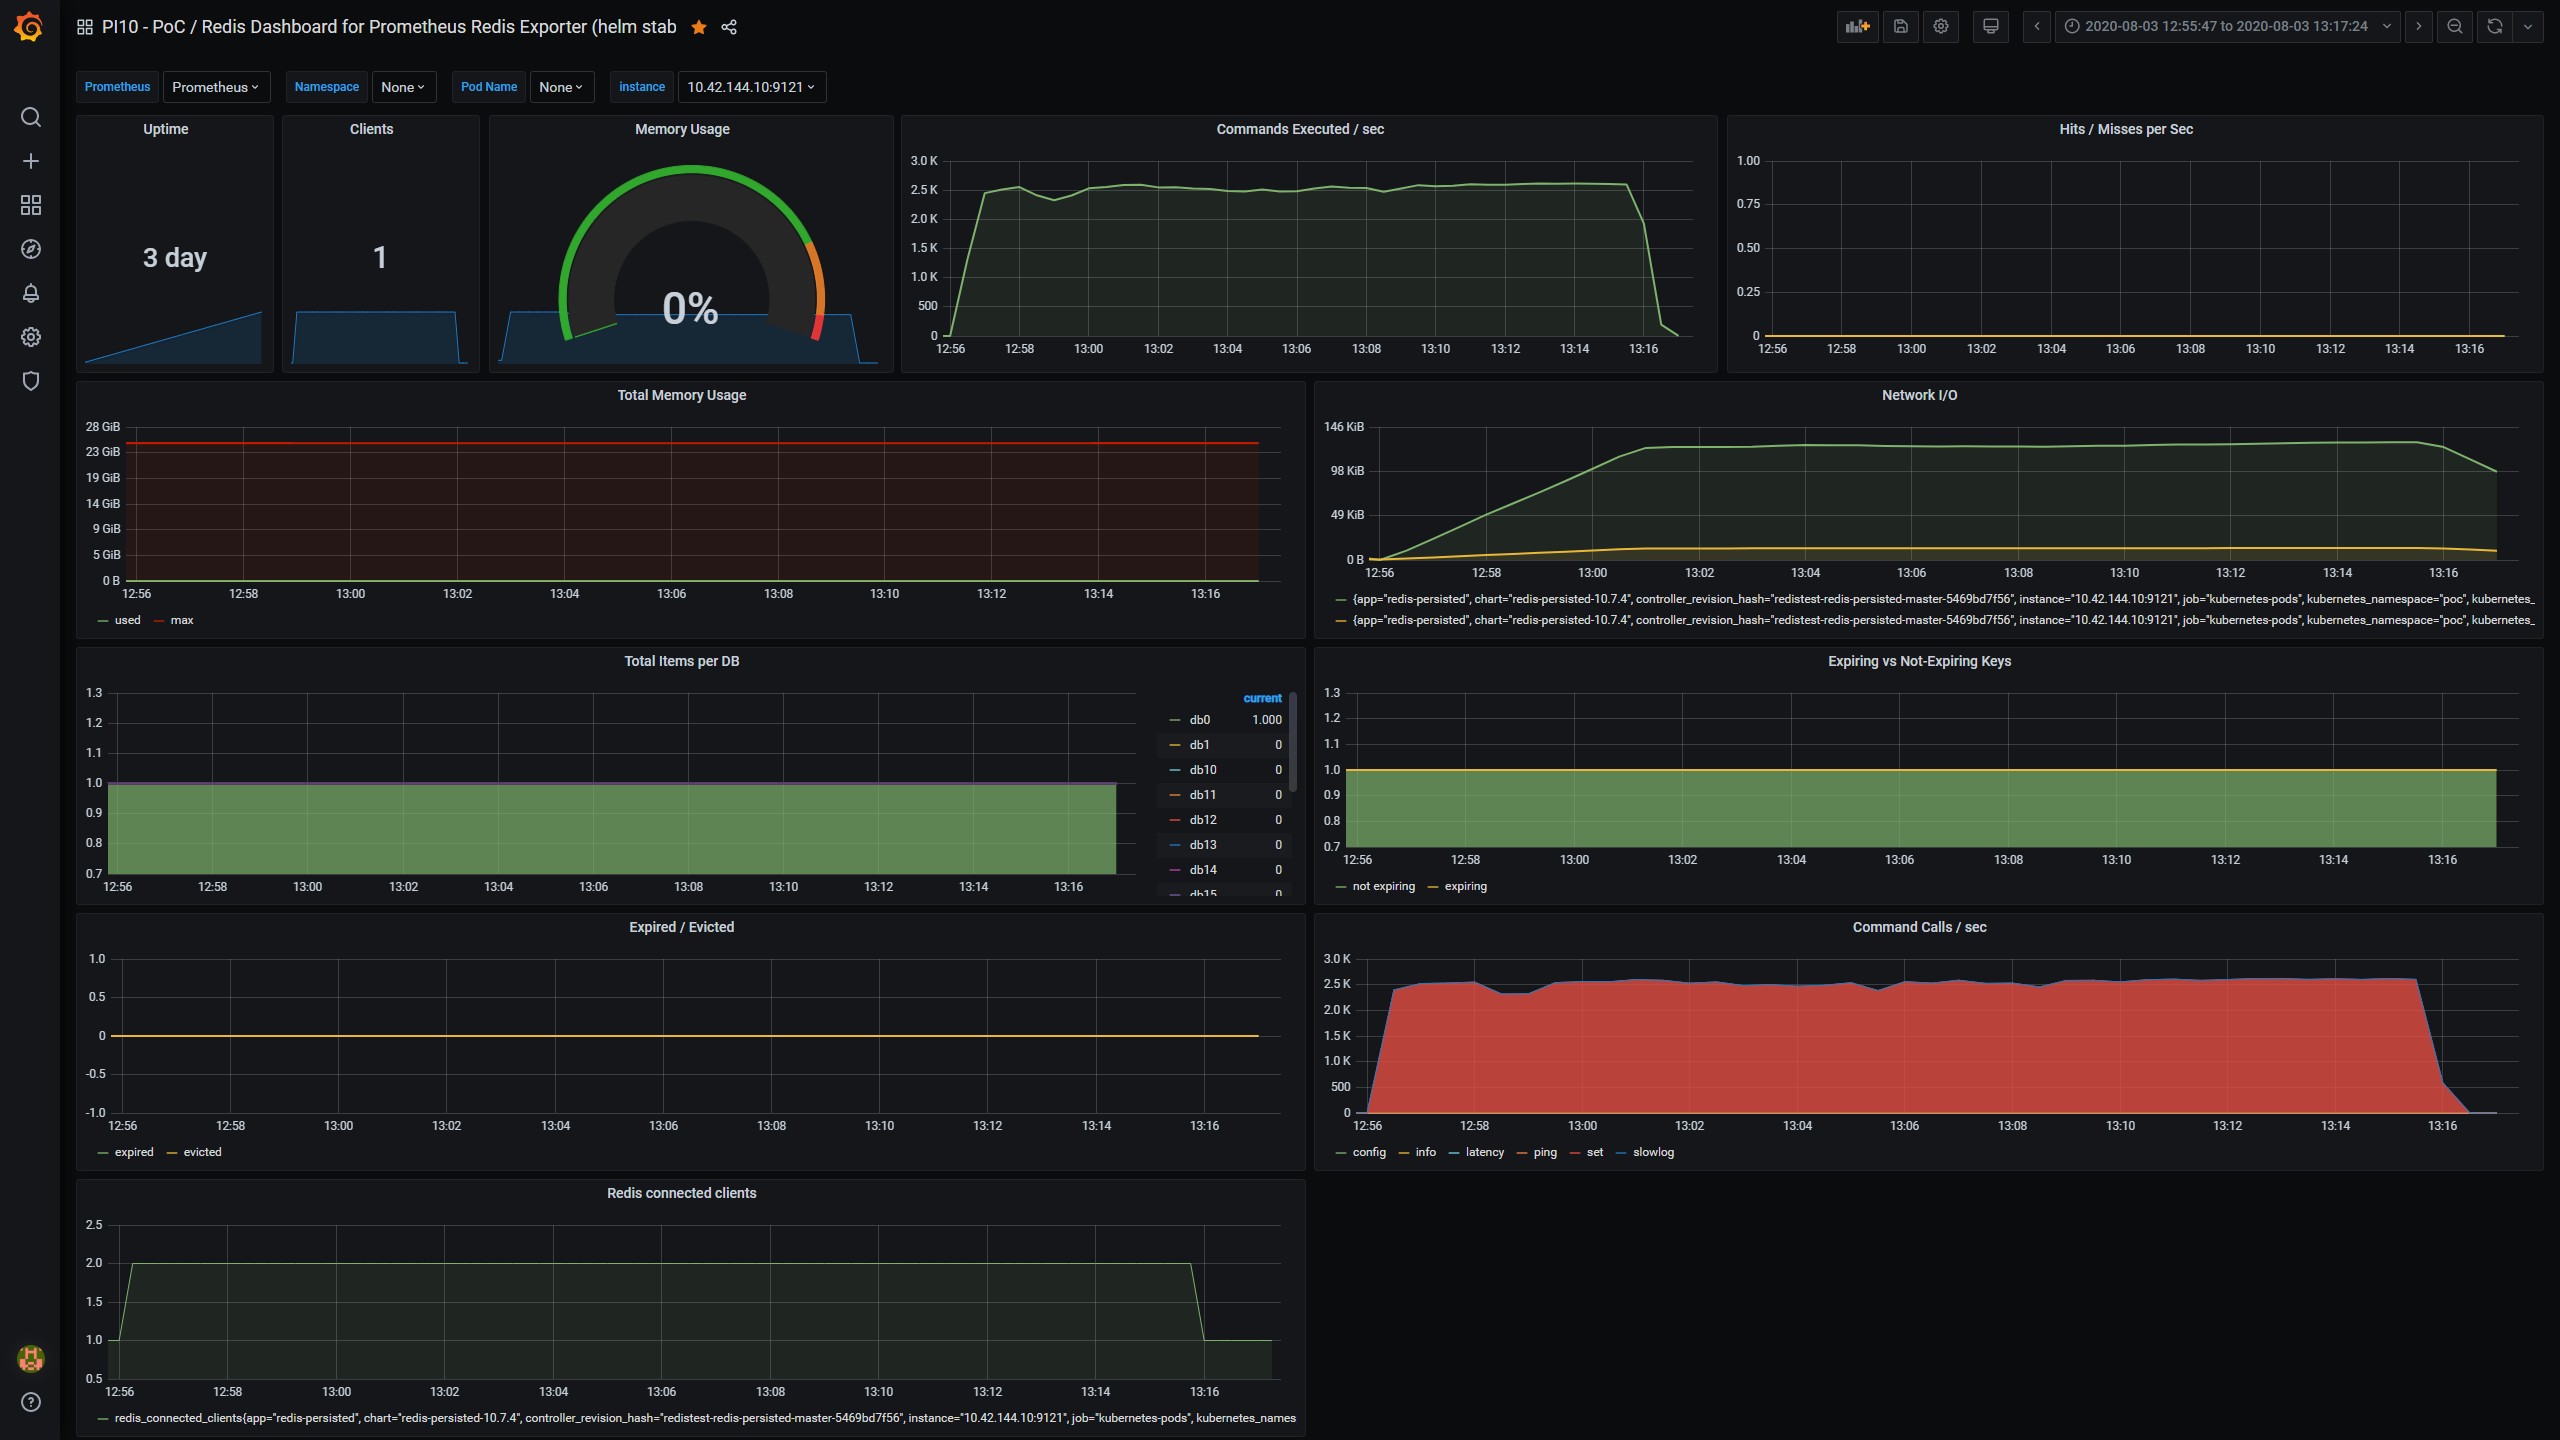 PI10 - PoC / Redis Dashboard for Prometheus Redis Exporter (helm stab
2020-08-03 12:55:47 to 2020-08-03 13:17:24
Prometheus Prometheus Namespace None Pod Name None instance 10.42.144.10:9121
Uptime
3 day
Clients
1
Memory Usage
0%
Commands Executed / sec
3.0 K
2.5 K
2.0 K
1.5 K
1.0 K
500
0
12:56 12:58 13:00 13:02 13:04 13:06 13:08 13:10 13:12 13:14 13:16
Hits / Misses per Sec
1.00
0.75
0.50
0.25
0
12:56 12:58 13:00 13:02 13:04 13:06 13:08 13:10 13:12 13:14 13:16
Total Memory Usage
28 GiB
23 GiB
19 GiB
14 GiB
9 GiB
5 GiB
0 B
12:56 12:58 13:00 13:02 13:04 13:06 13:08 13:10 13:12 13:14 13:16
used max
Network I/O
146 KiB
98 KiB
49 KiB
0 B
12:56 12:58 13:00 13:02 13:04 13:06 13:08 13:10 13:12 13:14 13:16
{app="redis-persisted", chart="redis-persisted-10.7.4", controller_revision_hash="redistest-redis-persisted-master-5469bd7f56", instance="10.42.144.10:9121", job="kubernetes-pods", kubernetes_namespace="poc", kubernetes_
{app="redis-persisted", chart="redis-persisted-10.7.4", controller_revision_hash="redistest-redis-persisted-master-5469bd7f56", instance="10.42.144.10:9121", job="kubernetes-pods", kubernetes_namespace="poc", kubernetes_
Total Items per DB
1.3
1.2
1.1
1.0
0.9
0.8
0.7
12:56 12:58 13:00 13:02 13:04 13:06 13:08 13:10 13:12 13:14 13:16
current
db0 1.000
db1 0
db10 0
db11 0
db12 0
db13 0
db14 0
db15 0
Expiring vs Not-Expiring Keys
1.3
1.2
1.1
1.0
0.9
0.8
0.7
12:56 12:58 13:00 13:02 13:04 13:06 13:08 13:10 13:12 13:14 13:16
not expiring expiring
Expired / Evicted
1.0
0.5
0
-0.5
-1.0
12:56 12:58 13:00 13:02 13:04 13:06 13:08 13:10 13:12 13:14 13:16
expired evicted
Command Calls / sec
3.0 K
2.5 K
2.0 K
1.5 K
1.0 K
500
0
12:56 12:58 13:00 13:02 13:04 13:06 13:08 13:10 13:12 13:14 13:16
config info latency ping set slowlog
Redis connected clients
2.5
2.0
1.5
1.0
0.5
12:56 12:58 13:00 13:02 13:04 13:06 13:08 13:10 13:12 13:14 13:16
redis_connected_clients{app="redis-persisted", chart="redis-persisted-10.7.4", controller_revision_hash="redistest-redis-persisted-master-5469bd7f56", instance="10.42.144.10:9121", job="kubernetes-pods", kubernetes_names